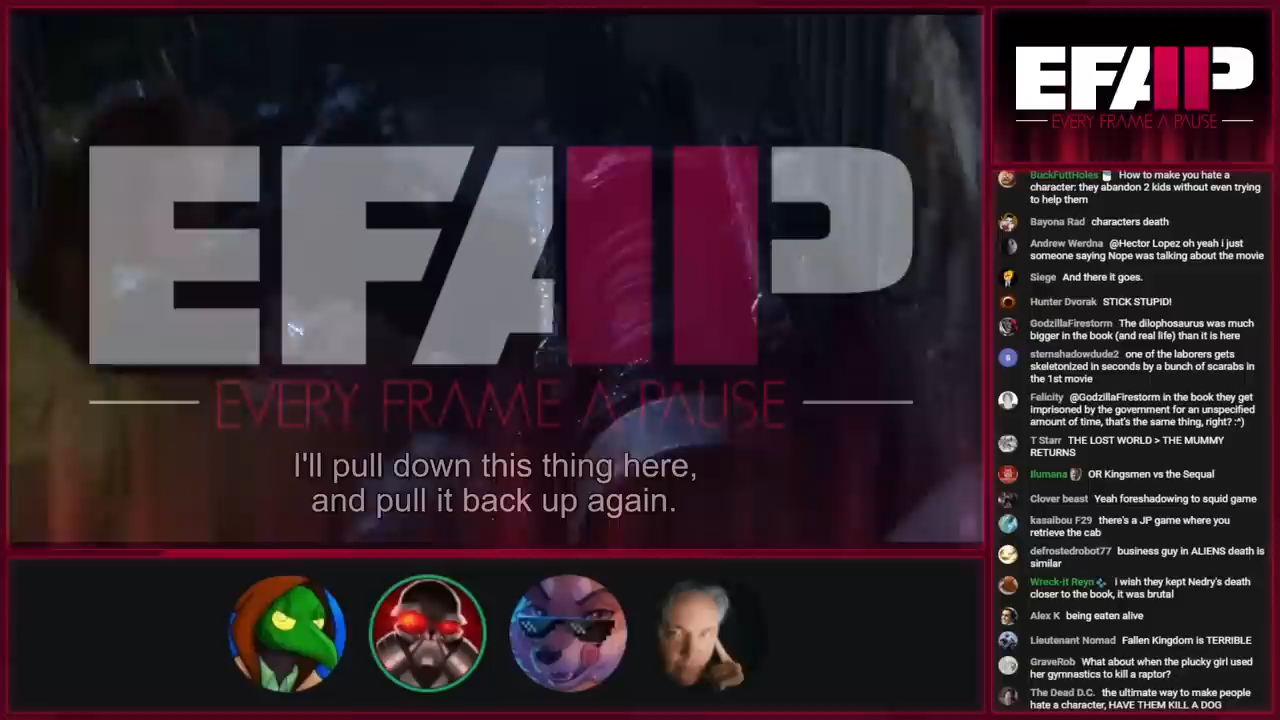 EFAP
EVERY FRAME A PAUSE
I'll pull down this thing here,
and pull it back up again.
EFAP
EVERY FRAME A PAUSE
BuckFuttHoles How to make you hate a
character: they abandon 2 kids without even trying
to help them
Bayona Rad characters death
Andrew Werdna @Hector Lopez oh yeah i just
someone saying Nope was talking about the movie
Siege And there it goes.
Hunter Dvorak STICK STUPID!
GodzillaFirestorm The dilophosaurus was much
bigger in the book (and real life) than it is here
sternshadowdude2 one of the laborers gets
skeletonized in seconds by a bunch of scarabs in
the 1st movie
Felicity @GodzillaFirestorm in the book they get
imprisoned by the government for an unspecified
amount of time, that's the same thing, right? :^)
T Starr THE LOST WORLD > THE MUMMY
RETURNS
Ilumana OR Kingsmen vs the Sequal
Clover beast Yeah foreshadowing to squid game
kasaibou F29 there's a JP game where you
retrieve the cab
defrostedrobot77 business guy in ALIENS death is
similar
Wreck-It Reyn i wish they kept Nedry's death
closer to the book, it was brutal
Alex K being eaten alive
Lieutenant Nomad Fallen Kingdom is TERRIBLE
GraveRob What about when the plucky girl used
her gymnastics to kill a raptor?
The Dead D.C. the ultimate way to make people
hate a character, HAVE THEM KILL A DOG